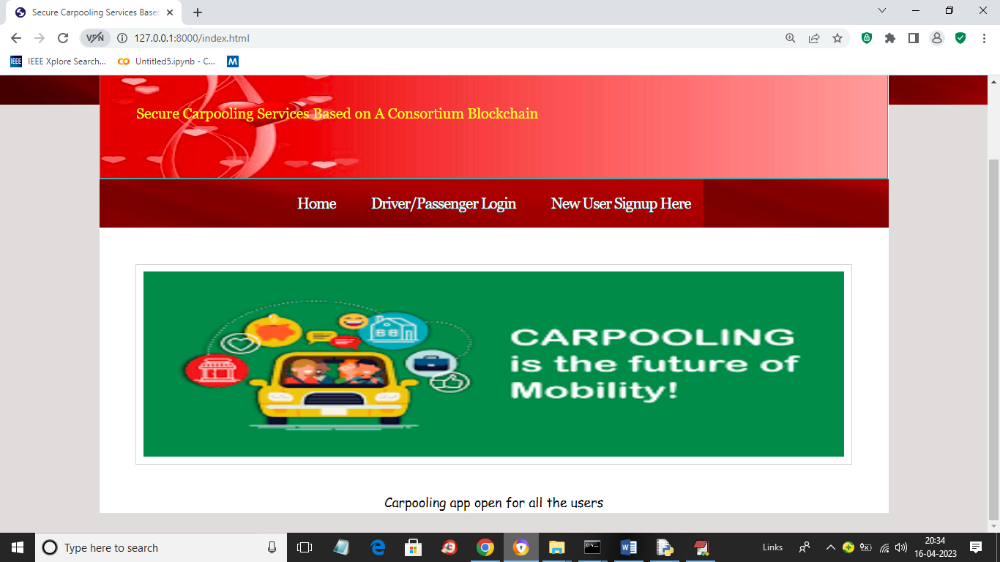 Secure Carpooling Services Based
VPN
127.0.0.1:8000/index.html
IEEE
IEEE Xplore Search...
Untitled5.ipynb - C...
M
Secure Carpooling Services Based on A Consortium Blockchain
Home
Driver/Passenger Login
New User Signup Here
CARPOOLING
is the future of
Mobility!
Carpooling app open for all the users
Type here to search
Links
20:34
16-04-2023